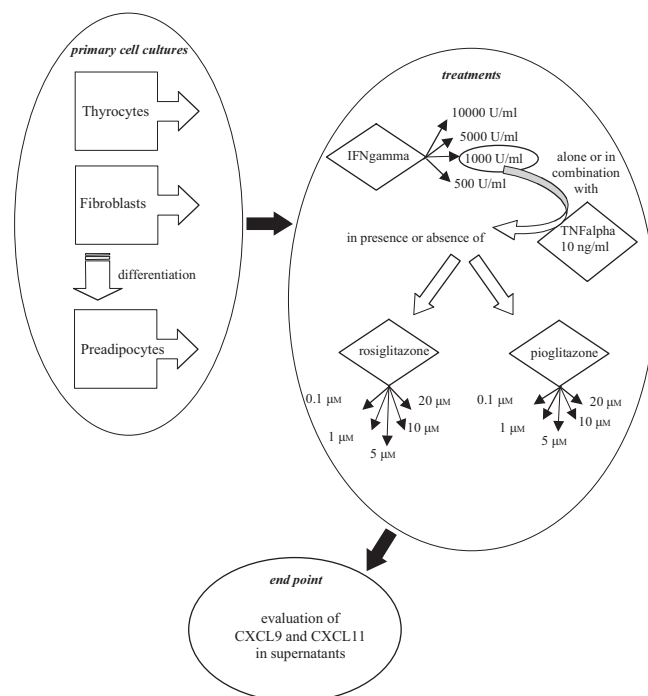 primary cell cultures
Thyrocytes
Fibroblasts
differentiation
Preadipocytes
treatments
10000 U/ml
5000 U/ml
IFNgamma
1000 U/ml
500 U/ml
alone or in
combination
with
TNFalpha
10 ng/ml
in presence or absence of
rosiglitazone
0.1 µM
20 µM
1 µM
10 µM
5 µM
pioglitazone
0.1 µM
20 µM
1 µM
10 µM
5 µM
end point
evaluation of
CXCL9 and CXCL11
in supernatants